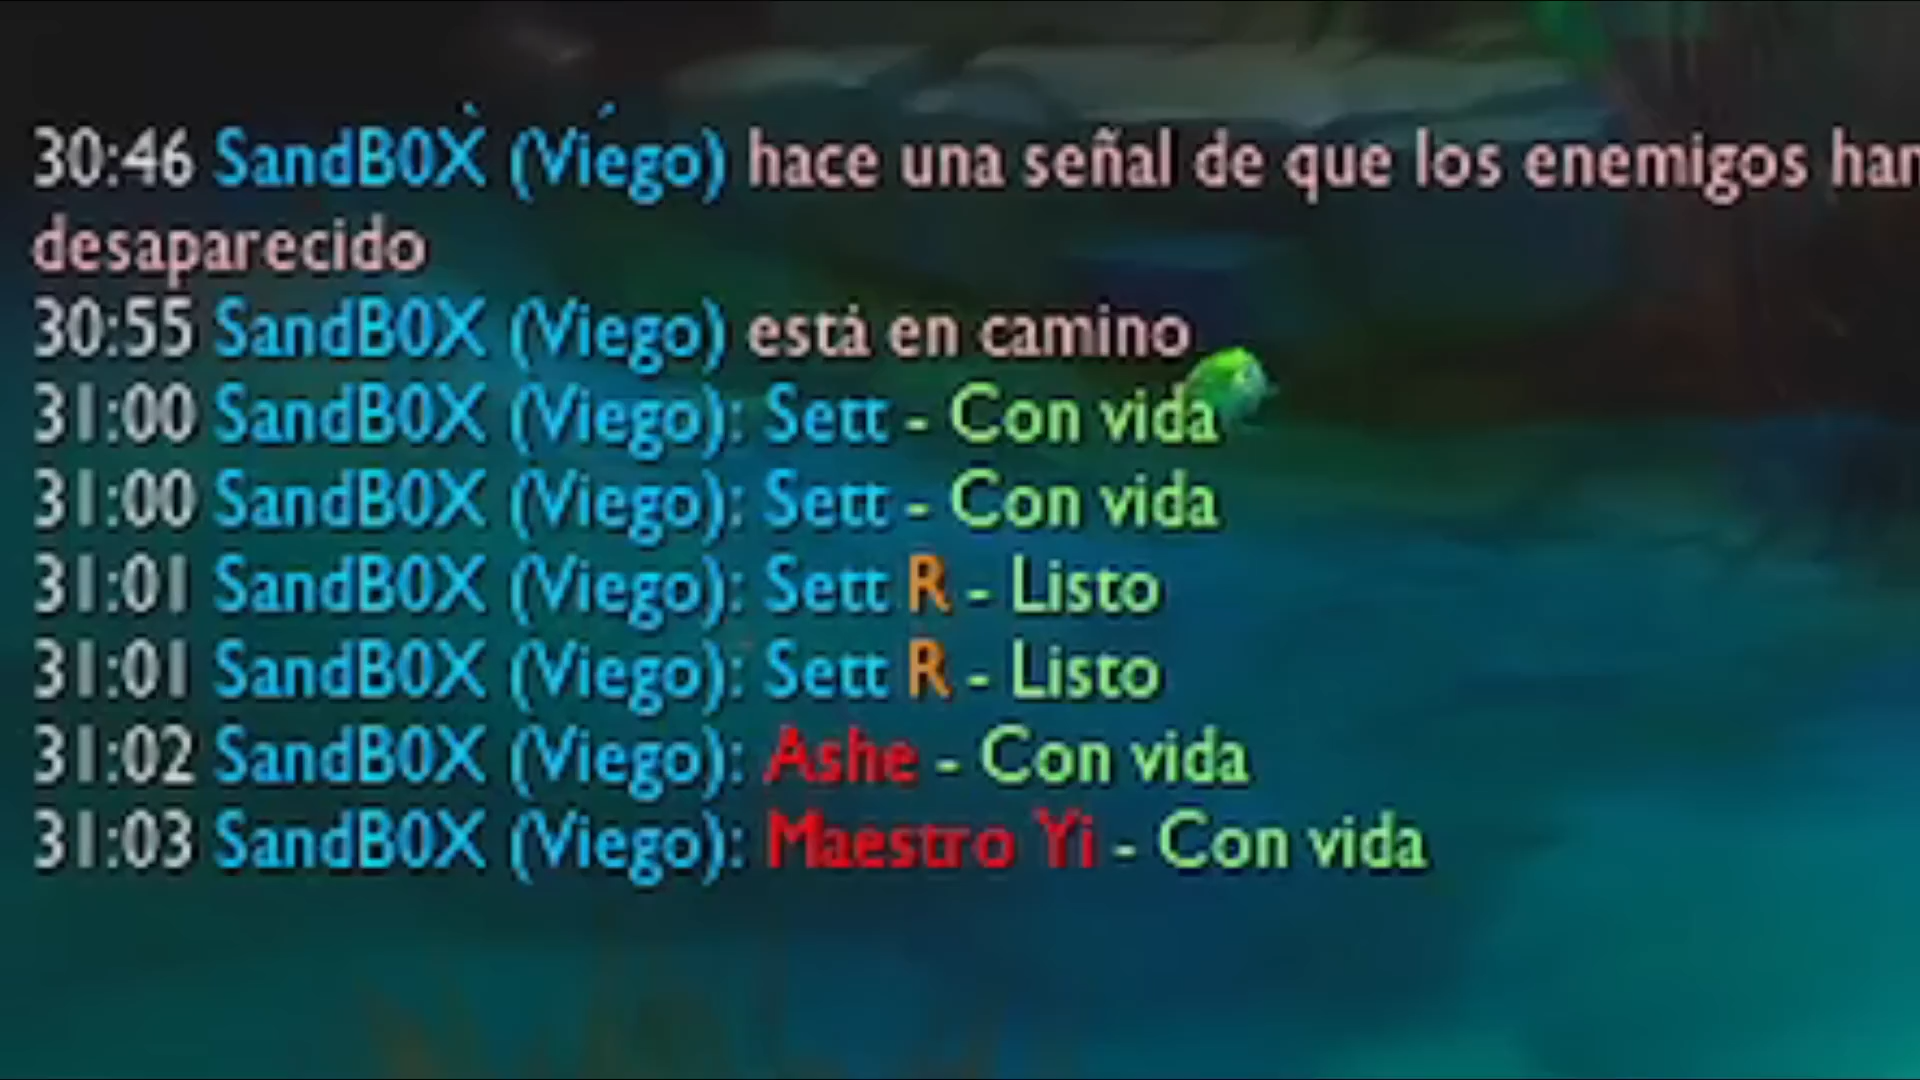 30:46 SandB0X (Viego) hace una señal de que los enemigos han
desaparecido
30:55 SandB0X (Viego) está en camino
31:00 SandB0X (Viego): Sett - Con vida
31:00 SandB0X (Viego): Sett - Con vida
31:01 SandB0X (Viego): Sett R - Listo
31:01 SandB0X (Viego): Sett R - Listo
31:02 SandB0X (Viego): Ashe - Con vida
31:03 SandB0X (Viego): Maestro Yi - Con vida